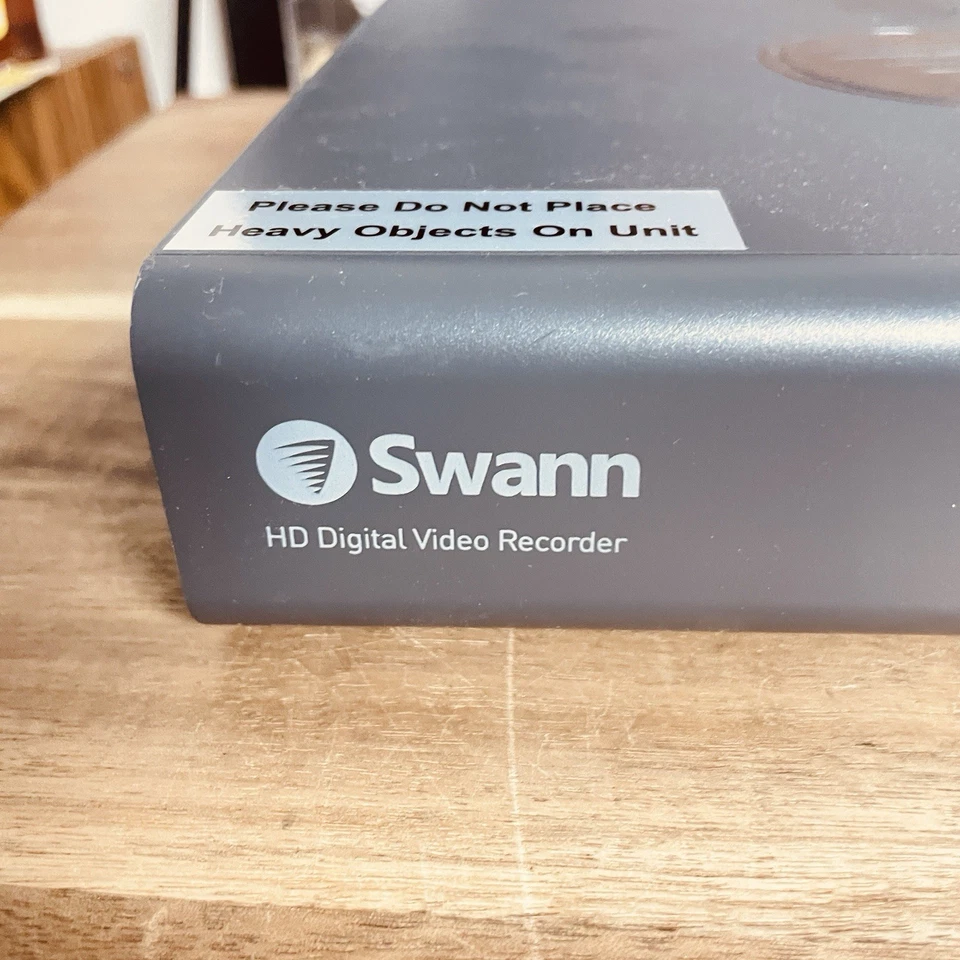 Please Do Not Place
Heavy Objects On Unit
Swann
HD Digital Video Recorder